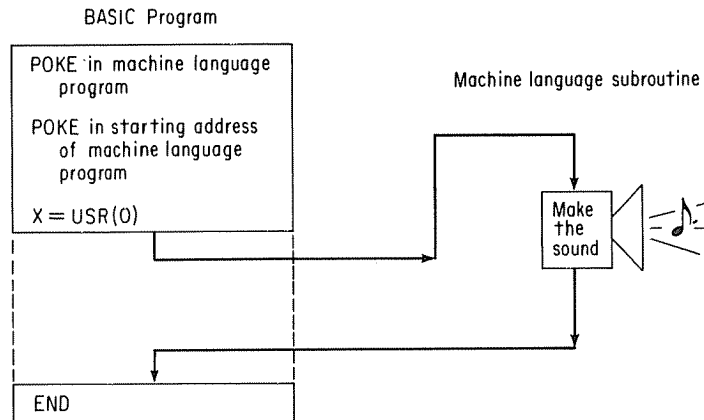 BASIC Program
POKE in machine language
program
POKE in starting address
of machine language
program
X = USR(0)
Machine language subroutine
Make
the
sound
END